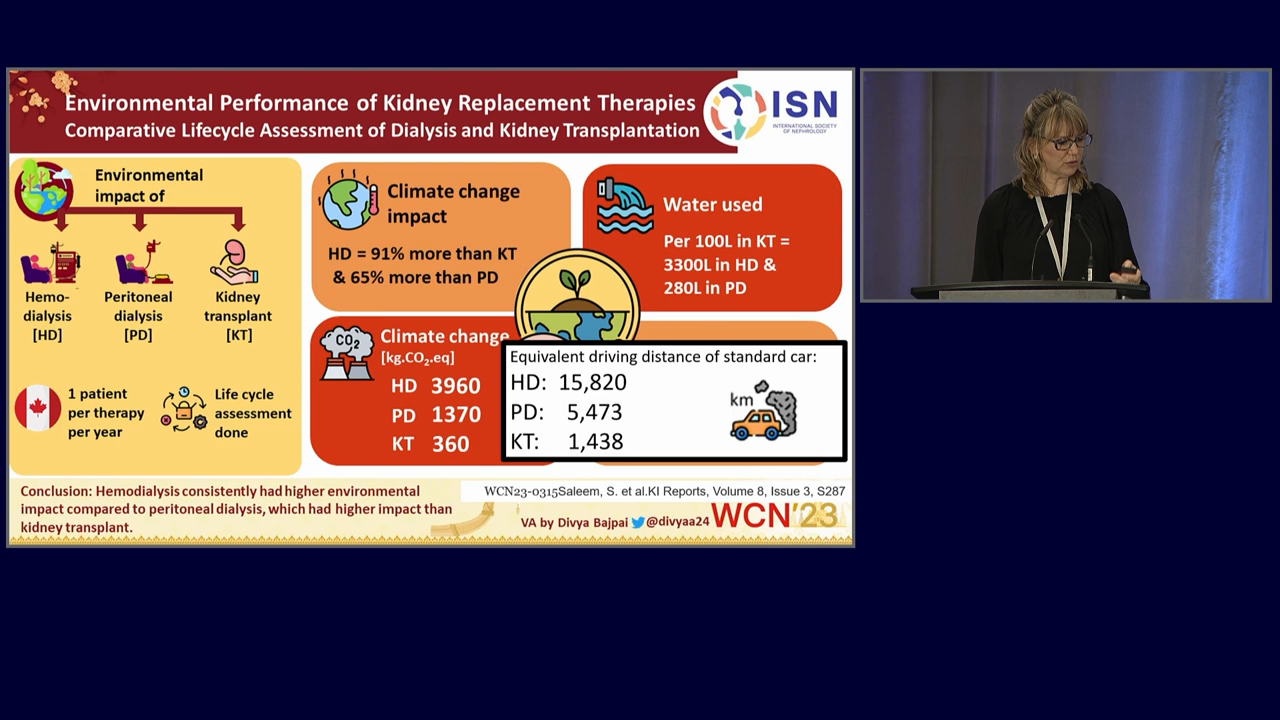 Environmental Performance of Kidney Replacement Therapies
Comparative Lifecycle Assessment of Dialysis and Kidney Transplantation
ISN
INTERNATIONAL SOCIETY
OF NEPHROLOGY
Environmental
impact of
Hemo-
dialysis
[HD]
Peritoneal
dialysis
[PD]
Kidney
transplant
[KT]
1 patient
per therapy
per year
Life cycle
assessment
done
Climate change
impact
HD = 91% more than KT
& 65% more than PD
Water used
Per 100L in KT =
3300L in HD &
280L in PD
CO2
Climate change
[kg.CO2.eq]
HD 3960
PD 1370
KT 360
Equivalent driving distance of standard car:
HD: 15,820
PD: 5,473
KT: 1,438
km
Conclusion: Hemodialysis consistently had higher environmental
impact compared to peritoneal dialysis, which had higher impact than
kidney transplant.
WCN23-0315Saleem, S. et al.KI Reports, Volume 8, Issue 3, S287
VA by Divya Bajpai @divyaa24
WCN'23